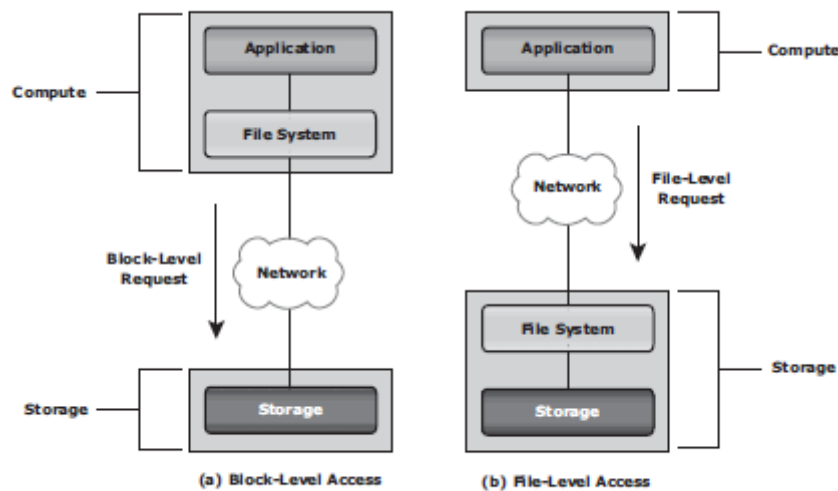 Application
Compute
File System
Network
Block-Level
Request
Storage
Storage
(a) Block-Level Access
Application
Compute
Network
File-Level
Request
File System
Storage
Storage
(b) File-Level Access